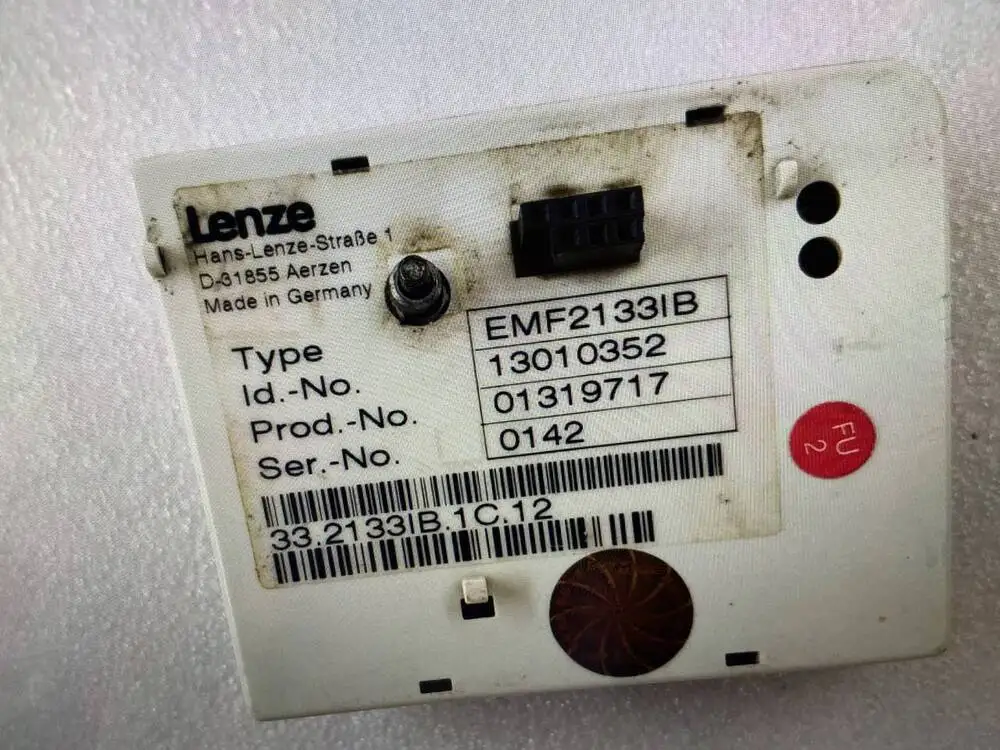 Lenze
Hans-Lenze-Straße 1
D-31855 Aerzen
Made in Germany
Type EMF2133IB
Id.-No. 13010352
Prod.-No. 01319717
Ser.-No. 0142
33.2133IB.1C.12
FU
2